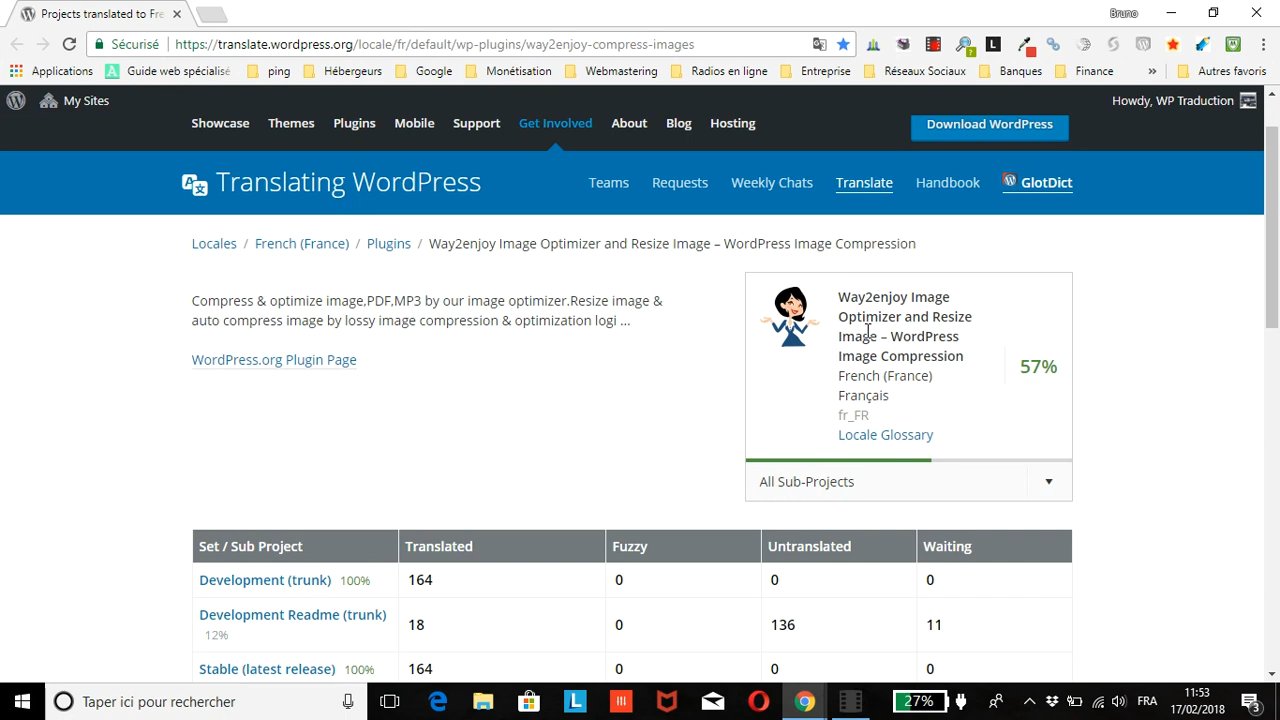 Projects translated to Fre
Bruno
Sécurisé
https://translate.wordpress.org/locale/fr/default/wp-plugins/way2enjoy-compress-images
Applications
Guide web spécialisé
ping
Hébergeurs
Google
Monétisation
Webmastering
Radios en ligne
Entreprise
Réseaux Sociaux
Banques
Finance
»
Autres favoris
My Sites
Howdy, WP Traduction
Showcase
Themes
Plugins
Mobile
Support
Get Involved
About
Blog
Hosting
Download WordPress
Translating WordPress
Teams
Requests
Weekly Chats
Translate
Handbook
GlotDict
Locales / French (France) / Plugins / Way2enjoy Image Optimizer and Resize Image – WordPress Image Compression
Compress & optimize image,PDF,MP3 by our image optimizer.Resize image &
auto compress image by lossy image compression & optimization logi ...
WordPress.org Plugin Page
Way2enjoy Image
Optimizer and Resize
Image – WordPress
Image Compression
French (France)
Français
fr_FR
Locale Glossary
57%
All Sub-Projects
Set / Sub Project Translated Fuzzy Untranslated Waiting
Development (trunk) 100% 164 0 0 0
Development Readme (trunk)
12% 18 0 136 11
Stable (latest release) 100% 164 0 0 0
Taper ici pour rechercher
27%
FRA
11:53
17/02/2018
3